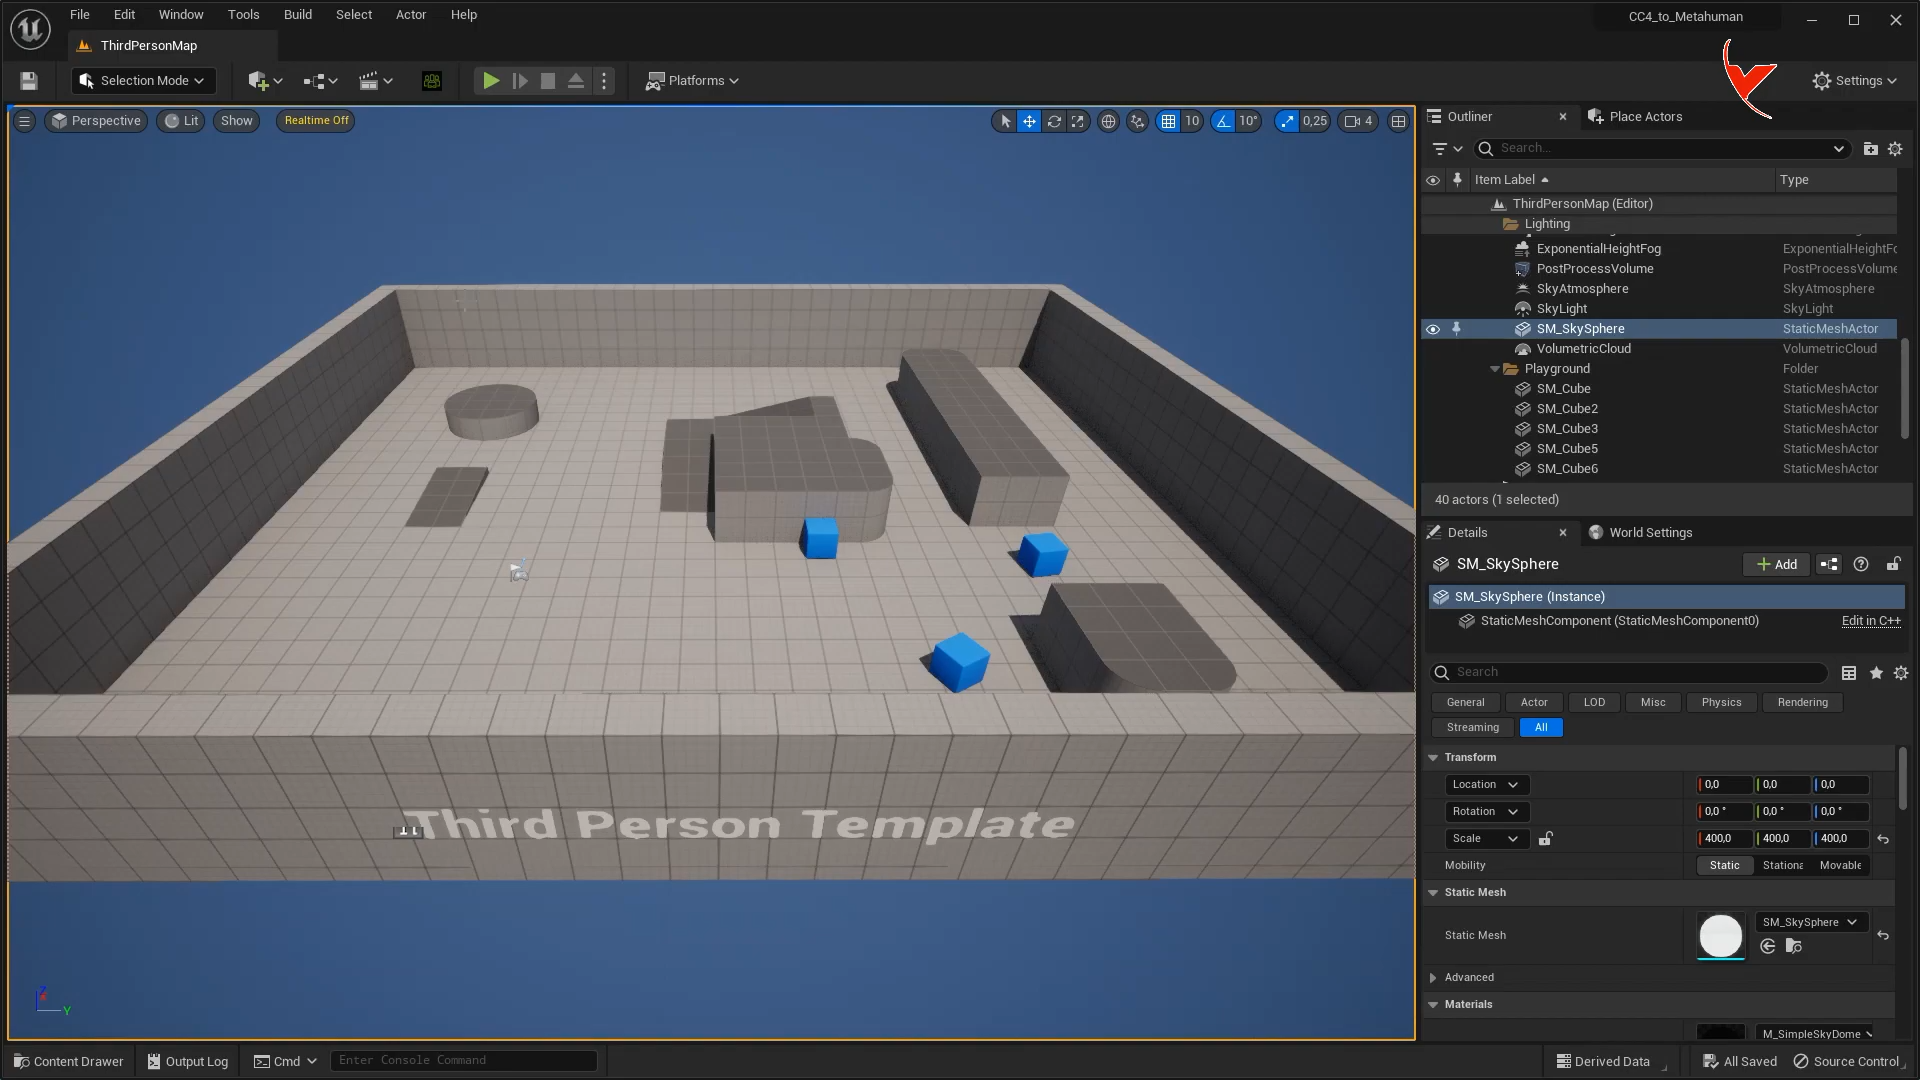 File Edit Window Tools Build Select Actor Help
CC4_to_Metahuman
ThirdPersonMap
Selection Mode
Platforms
Settings
Perspective Lit Show Realtime Off
10 10° 0,25 4
Outliner
Place Actors
Search...
Item Label Type
ThirdPersonMap (Editor)
Lighting
ExponentialHeightFog ExponentialHeightFo
PostProcessVolume PostProcessVolume
SkyAtmosphere SkyAtmosphere
SkyLight SkyLight
SM_SkySphere StaticMeshActor
VolumetricCloud VolumetricCloud
Playground Folder
SM_Cube StaticMeshActor
SM_Cube2 StaticMeshActor
SM_Cube3 StaticMeshActor
SM_Cube5 StaticMeshActor
SM_Cube6 StaticMeshActor
40 actors (1 selected)
Details
World Settings
SM_SkySphere
Add
SM_SkySphere (Instance)
StaticMeshComponent (StaticMeshComponent0) Edit in C++
Search
General Actor LOD Misc Physics Rendering
Streaming All
Transform
Location 0,0 0,0 0,0
Rotation 0,0 ° 0,0 ° 0,0 °
Scale 400,0 400,0 400,0
Mobility Static Stationa Movable
Static Mesh
SM_SkySphere
Static Mesh
Advanced
Materials
M_SimpleSkyDome
Third Person Template
Z
Y
Content Drawer Output Log Cmd Enter Console Command
Derived Data All Saved Source Control